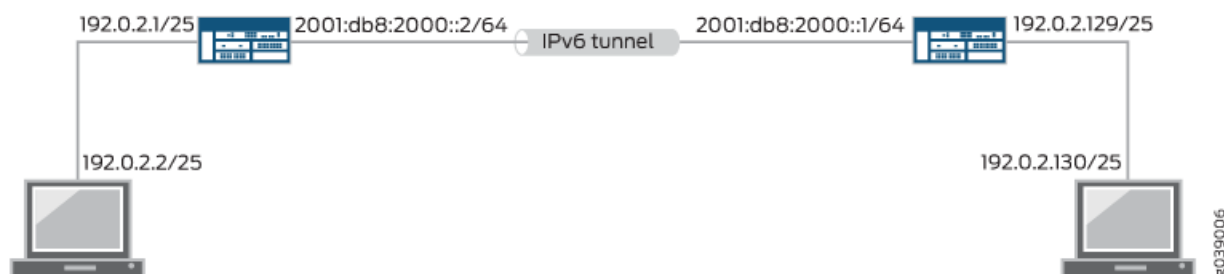 192.0.2.1/25
2001:db8:2000::2/64
IPv6 tunnel
2001:db8:2000::1/64
192.0.2.129/25
192.0.2.2/25
192.0.2.130/25
g039006